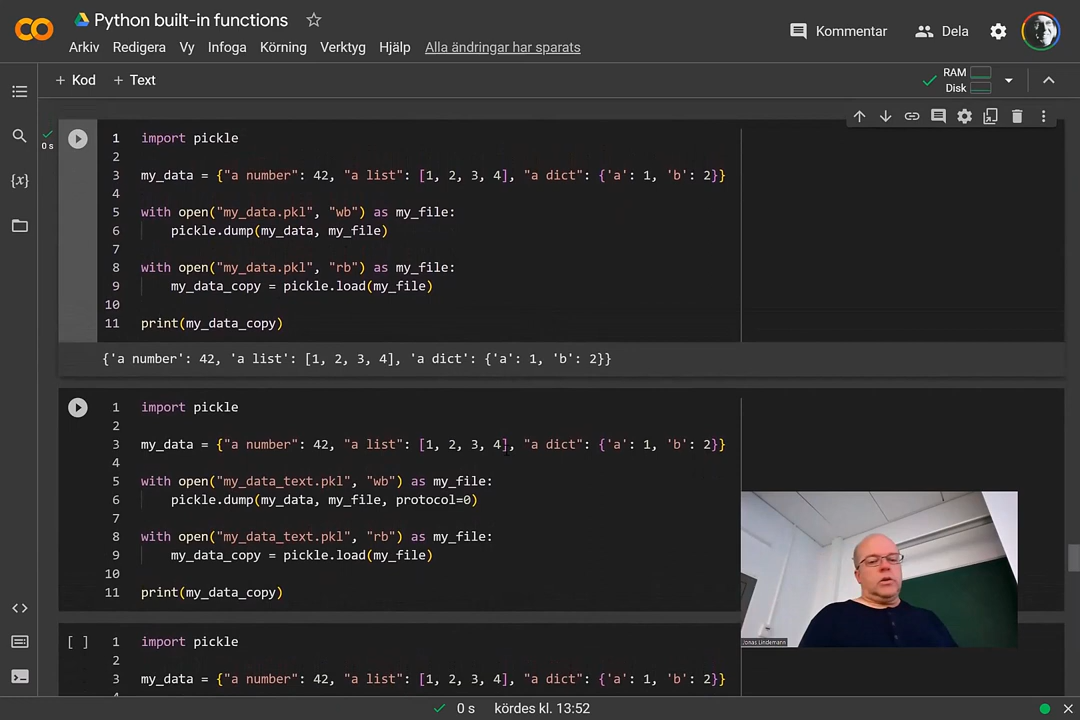 Python built-in functions
Arkiv Redigera Vy Infoga Körning Verktyg Hjälp Alla ändringar har sparats
Kommentar Dela
+ Kod + Text
RAM
Disk
0 s
1 import pickle
2
3 my_data = {"a number": 42, "a list": [1, 2, 3, 4], "a dict": {'a': 1, 'b': 2}}
4
5 with open("my_data.pkl", "wb") as my_file:
6 pickle.dump(my_data, my_file)
7
8 with open("my_data.pkl", "rb") as my_file:
9 my_data_copy = pickle.load(my_file)
10
11 print(my_data_copy)
{'a number': 42, 'a list': [1, 2, 3, 4], 'a dict': {'a': 1, 'b': 2}}
1 import pickle
2
3 my_data = {"a number": 42, "a list": [1, 2, 3, 4], "a dict": {'a': 1, 'b': 2}}
4
5 with open("my_data_text.pkl", "wb") as my_file:
6 pickle.dump(my_data, my_file, protocol=0)
7
8 with open("my_data_text.pkl", "rb") as my_file:
9 my_data_copy = pickle.load(my_file)
10
11 print(my_data_copy)
Jonas Lindemann
[ ] 1 import pickle
2
3 my_data = {"a number": 42, "a list": [1, 2, 3, 4], "a dict": {'a': 1, 'b': 2}}
0 s kördes kl. 13:52